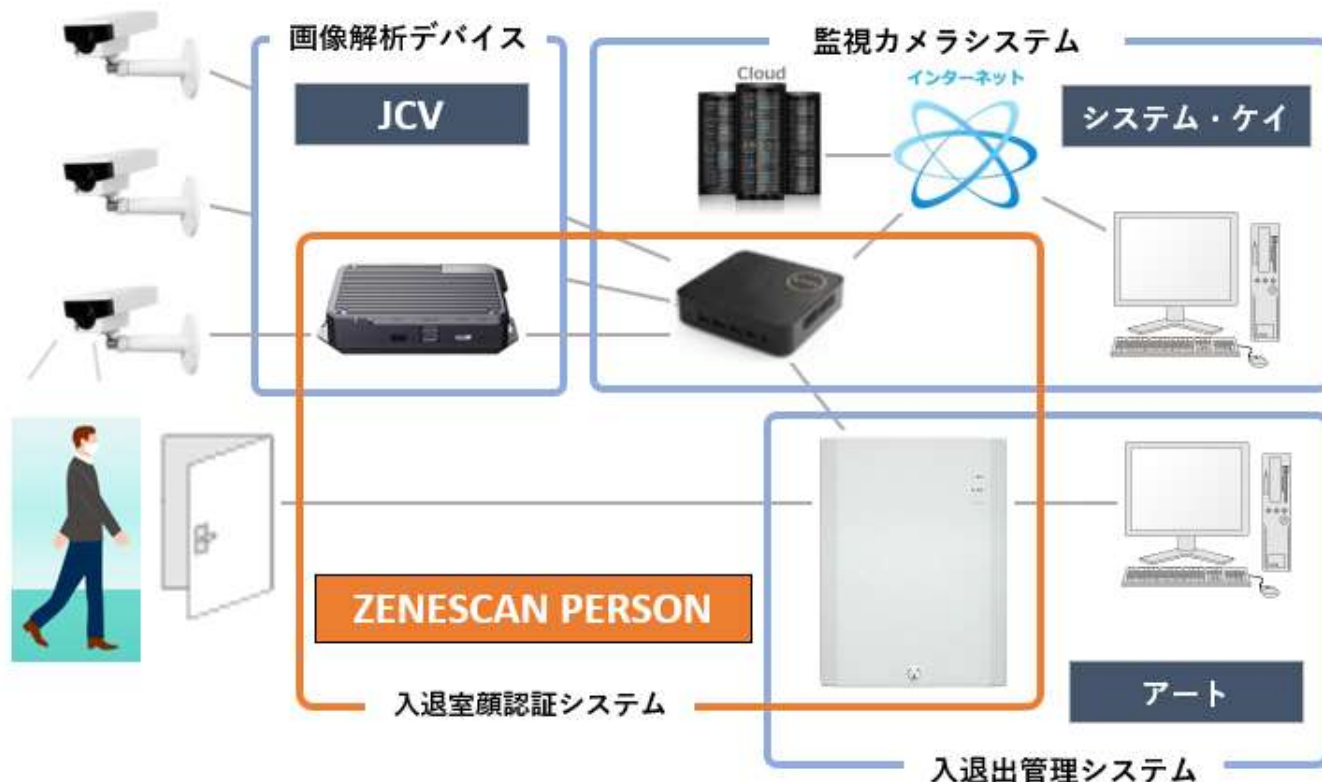 画像解析デバイス
監視カメラシステム
JCV
Cloud
インターネット
システム・ケイ
ZENESCAN PERSON
入退室顔認証システム
アート
入退出管理システム